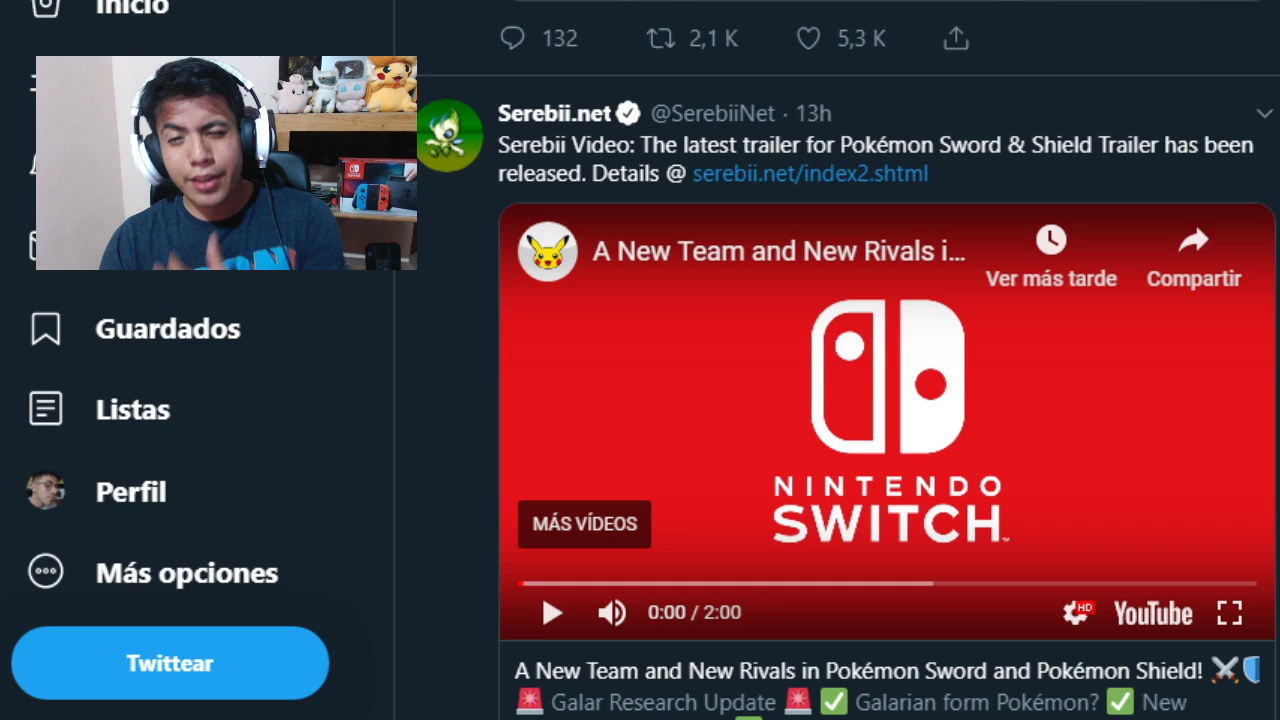 Inicio
132
2,1 K
5,3 K
Serebii.net @SerebiiNet · 13h
Serebii Video: The latest trailer for Pokémon Sword & Shield Trailer has been
released. Details @ serebii.net/index2.shtml
A New Team and New Rivals i...
Ver más tarde
Compartir
NINTENDO
SWITCH
MÁS VÍDEOS
0:00 / 2:00
HD
YouTube
Guardados
Listas
Perfil
Más opciones
Twittear
A New Team and New Rivals in Pokémon Sword and Pokémon Shield! ⚔️🛡
🚨 Galar Research Update 🚨 ✅ Galarian form Pokémon? ✅ New